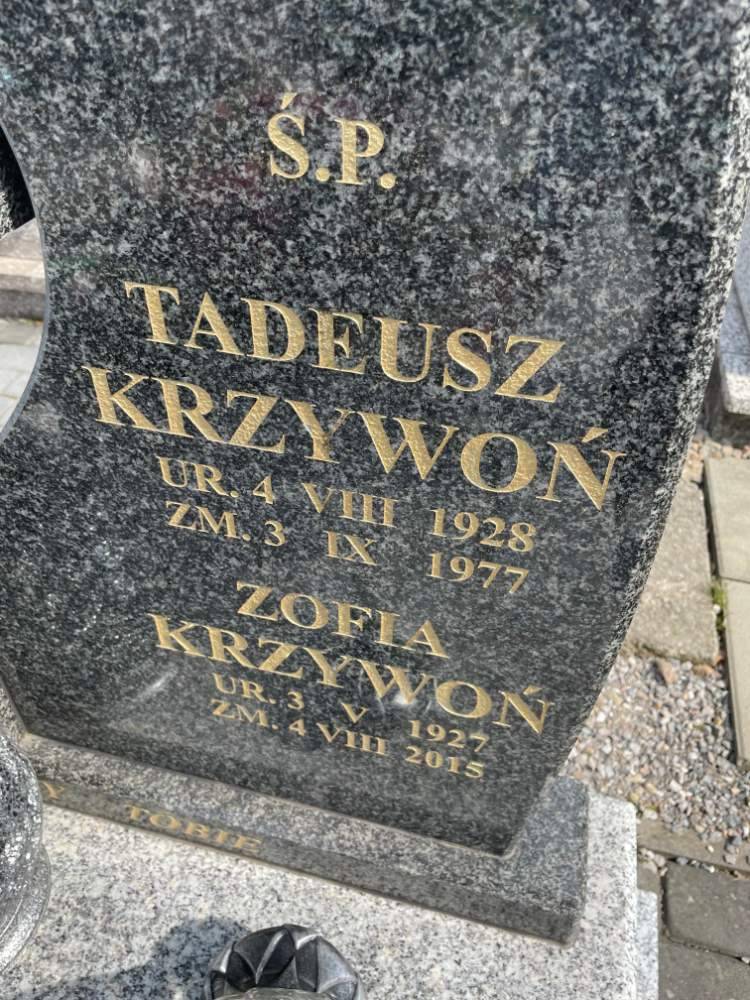 Ś.P.
TADEUSZ
KRZYWOŃ
UR. 4 VIII 1928
ZM. 3 IX 1977
ZOFIA
KRZYWOŃ
UR. 3 V 1927
ZM. 4 VIII 2015
TOBIE